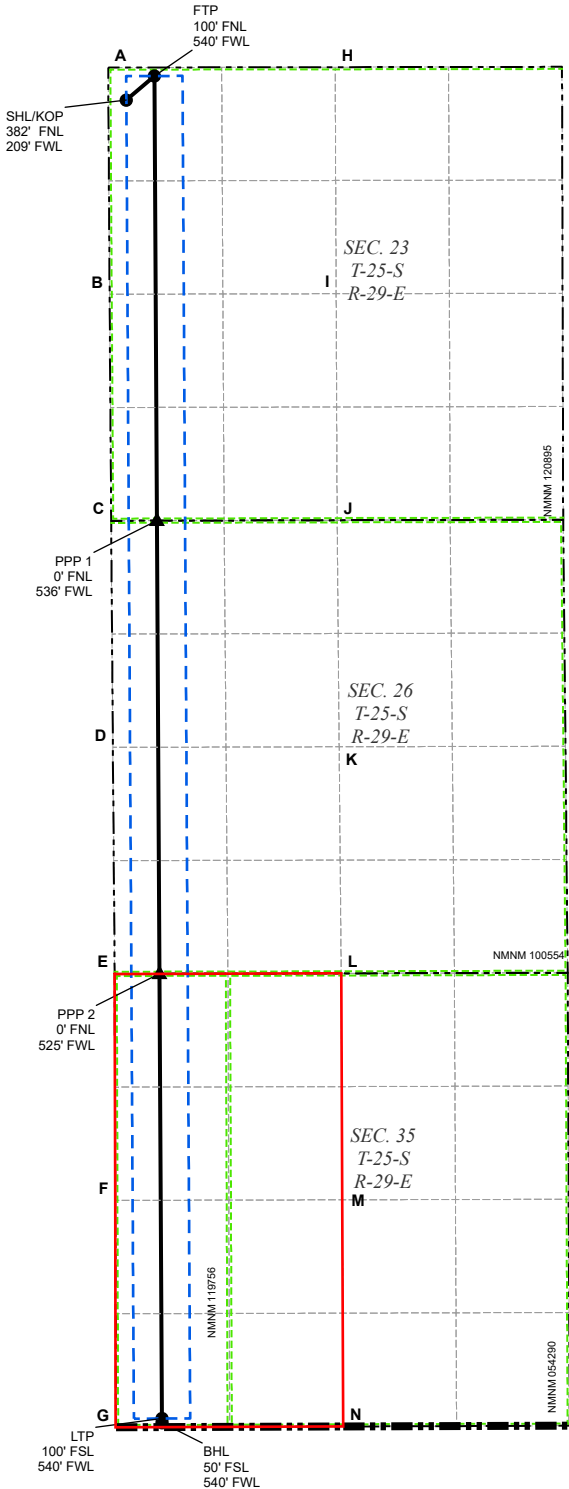 FTP
100' FNL
540' FWL
A
H
SHL/KOP
382' FNL
209' FWL
SEC. 23
T-25-S
R-29-E
B
I
NMNM 120895
C
J
PPP 1
0' FNL
536' FWL
SEC. 26
T-25-S
R-29-E
D
K
NMNM 100554
E
L
PPP 2
0' FNL
525' FWL
SEC. 35
T-25-S
R-29-E
F
M
NMNM 119756
NMNM 054290
G
N
LTP
100' FSL
540' FWL
BHL
50' FSL
540' FWL